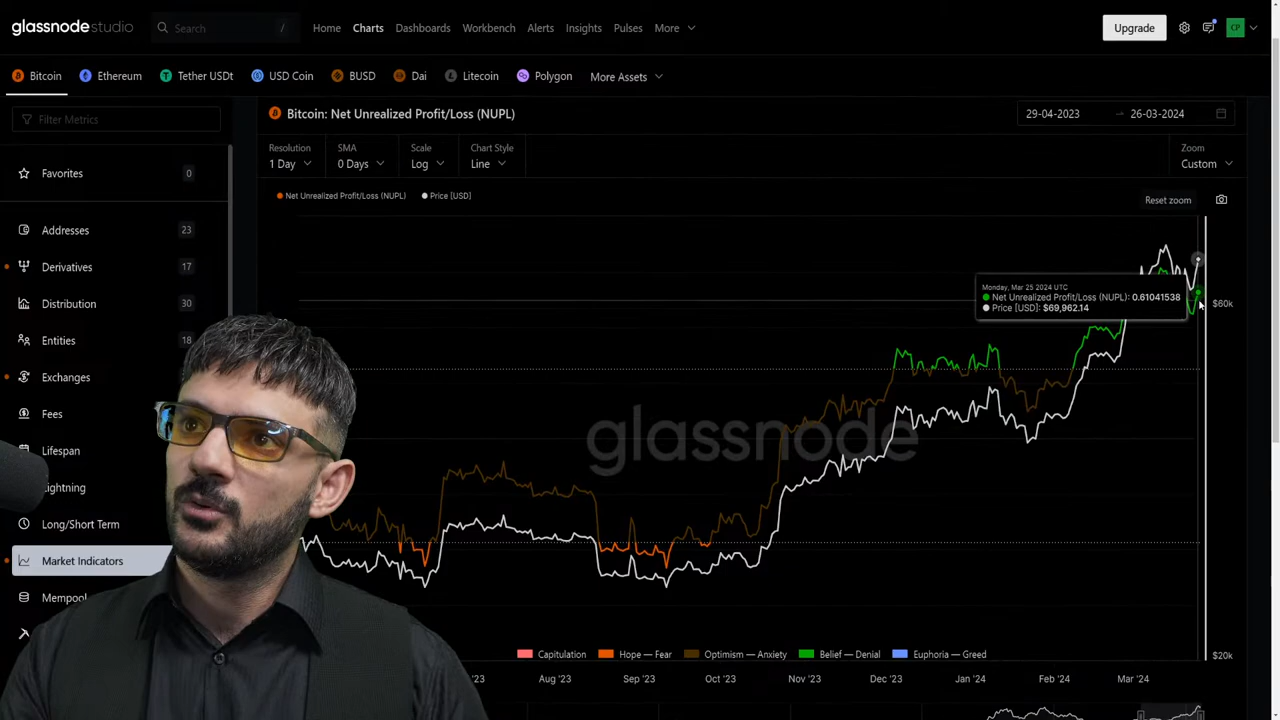 glassnode studio
Search
/
Home
Charts
Dashboards
Workbench
Alerts
Insights
Pulses
More
Upgrade
CP
Bitcoin
Ethereum
Tether USDt
USD Coin
BUSD
Dai
Litecoin
Polygon
More Assets
Filter Metrics
Favorites 0
Addresses 23
Derivatives 17
Distribution 30
Entities 18
Exchanges
Fees
Lifespan
Lightning
Long/Short Term
Market Indicators
Mempool
Bitcoin: Net Unrealized Profit/Loss (NUPL)
29-04-2023 → 26-03-2024
Resolution
1 Day
SMA
0 Days
Scale
Log
Chart Style
Line
Zoom
Custom
Net Unrealized Profit/Loss (NUPL)
Price [USD]
Reset zoom
Monday, Mar 25 2024 UTC
Net Unrealized Profit/Loss (NUPL): 0.61041538
Price [USD]: $69,962.14
$60k
glassnode
Capitulation
Hope — Fear
Optimism — Anxiety
Belief — Denial
Euphoria — Greed
$20k
Aug '23
Sep '23
Oct '23
Nov '23
Dec '23
Jan '24
Feb '24
Mar '24